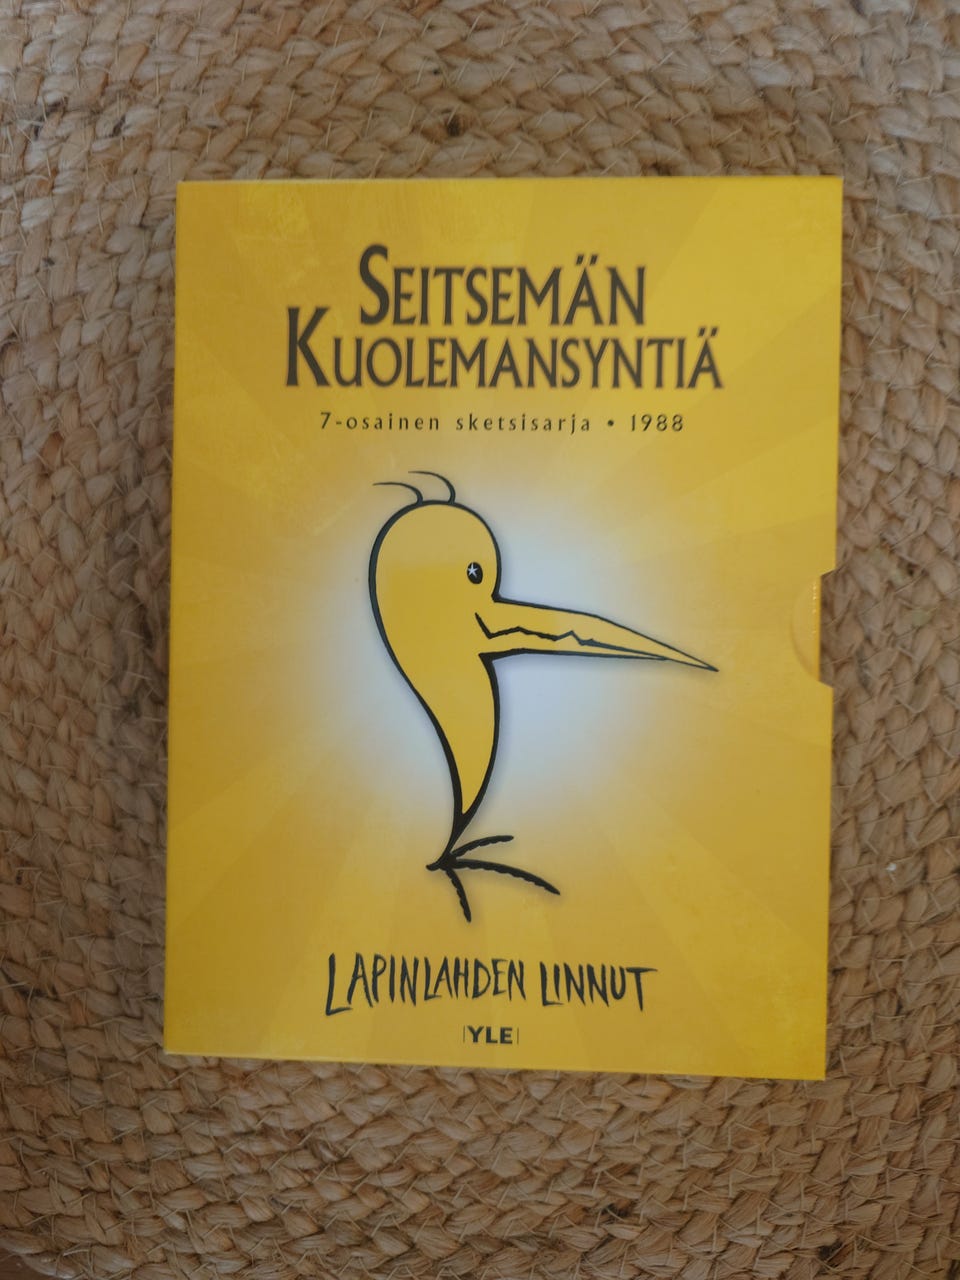 SEITSEMÄN
KUOLEMANSYNTIÄ
7-osainen sketsisarja • 1988
LAPINLAHDEN LINNUT
|YLE|